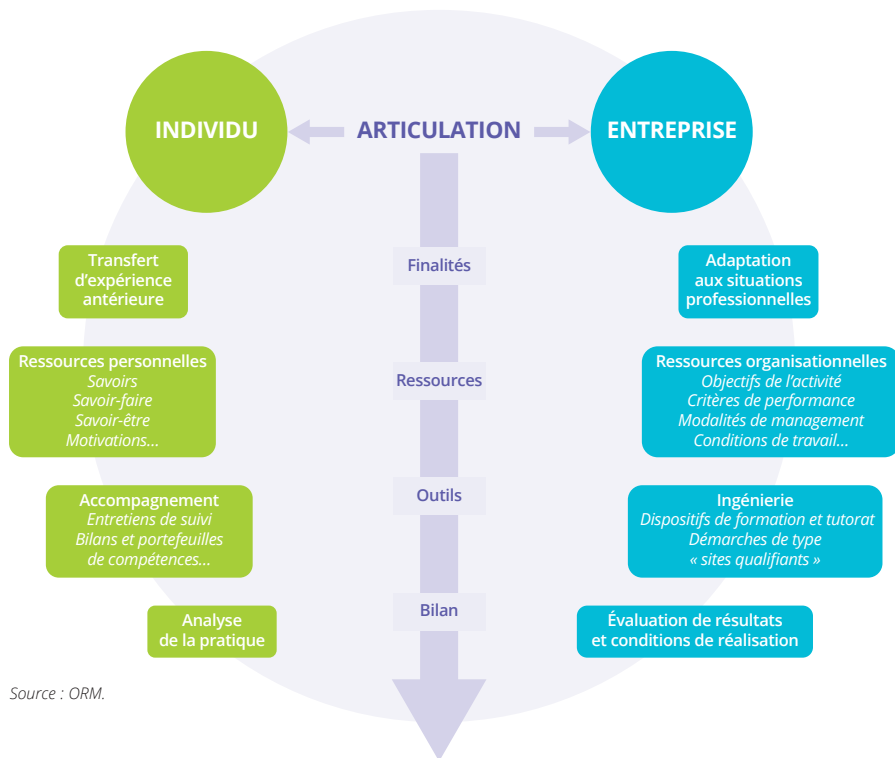 INDIVIDU
ARTICULATION
ENTREPRISE
Transfert
d’expérience
antérieure
Finalités
Adaptation
aux situations
professionnelles
Ressources personnelles
Savoirs
Savoir-faire
Savoir-être
Motivations...
Ressources
Ressources organisationnelles
Objectifs de l’activité
Critères de performance
Modalités de management
Conditions de travail...
Accompagnement
Entretiens de suivi
Bilans et portefeuilles
de compétences...
Outils
Ingénierie
Dispositifs de formation et tutorat
Démarches de type
« sites qualifiants »
Analyse
de la pratique
Bilan
Évaluation de résultats
et conditions de réalisation
Source : ORM.